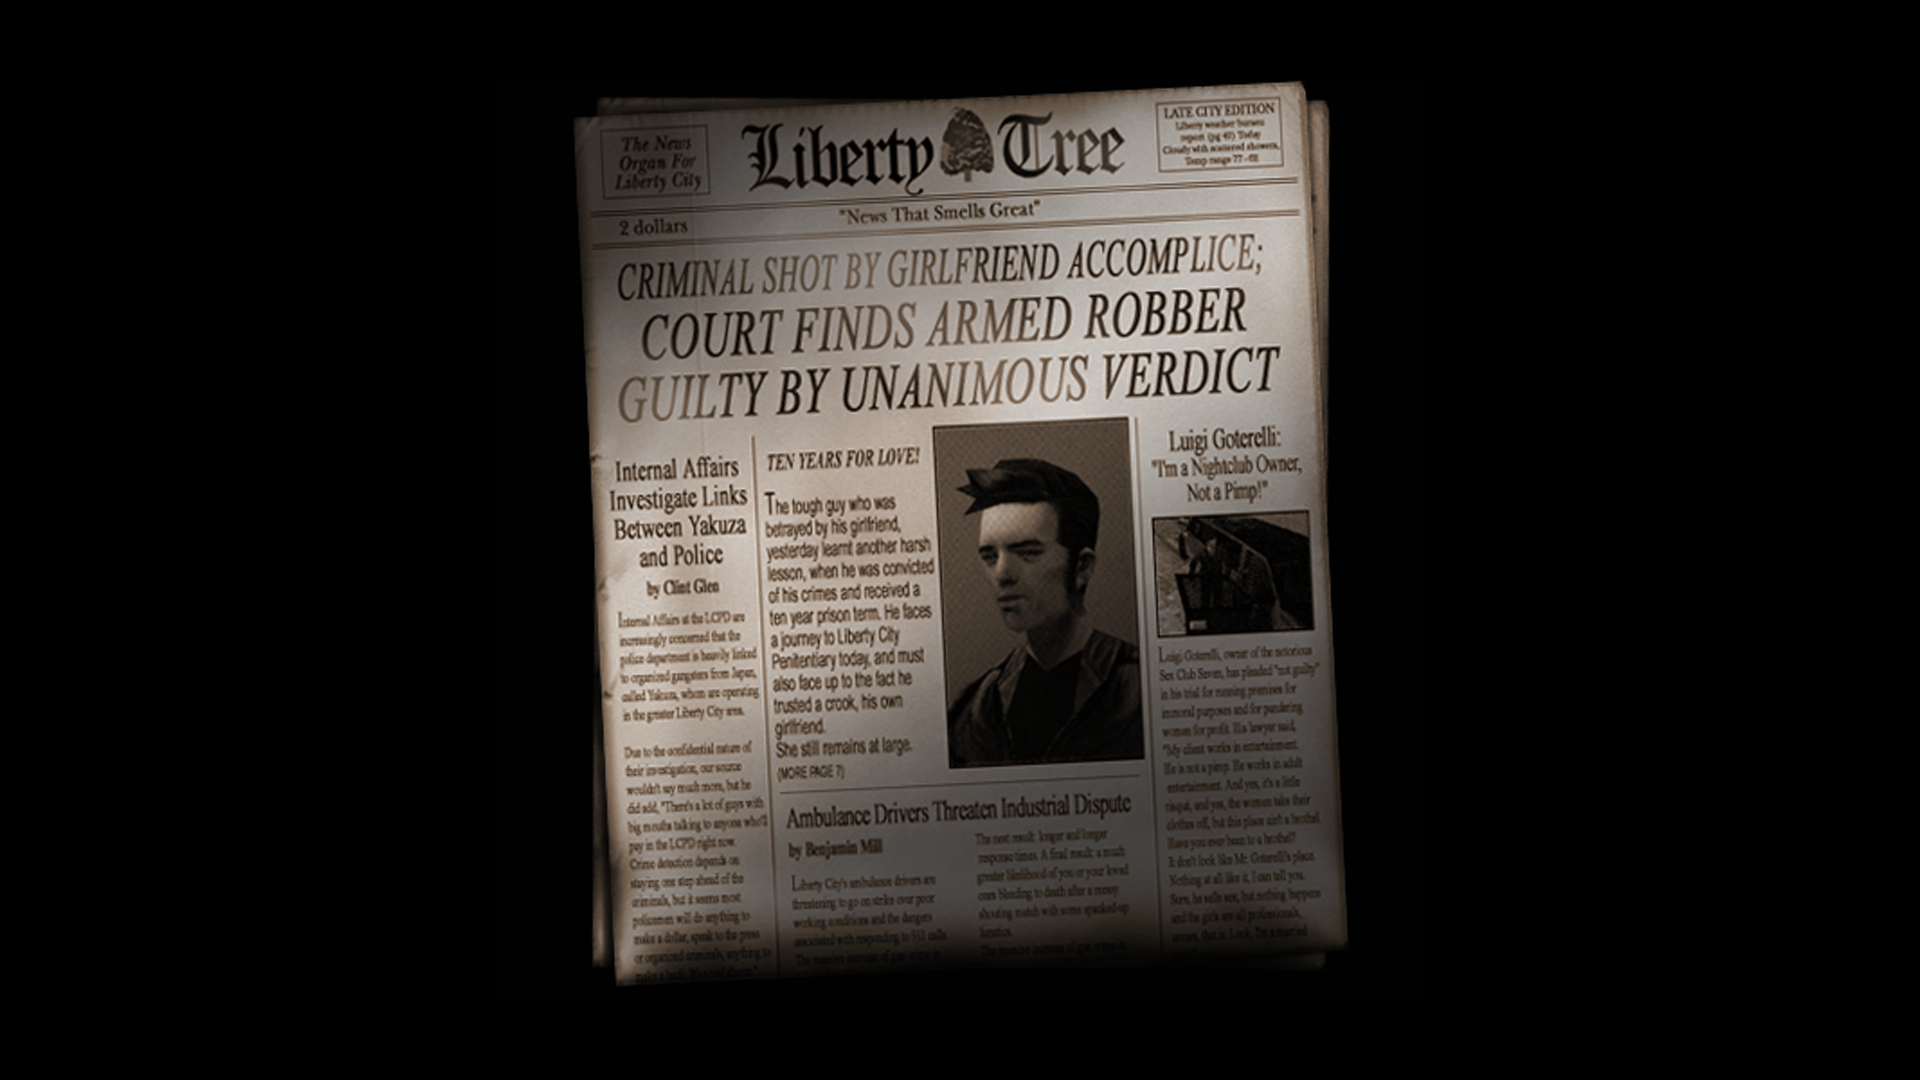 The News
Organ For
Liberty City
Liberty Tree
LATE CITY EDITION
Liberty weather bureau
report (pg 42) Today
Cloudy with scattered showers,
Temp range 77 -
2 dollars
"News That Smells Great"
CRIMINAL SHOT BY GIRLFRIEND ACCOMPLICE;
COURT FINDS ARMED ROBBER
GUILTY BY UNANIMOUS VERDICT
Internal Affairs
Investigate Links
Between Yakuza
and Police
by Clint Glen
Internal Affairs at the LCPD are
increasingly concerned that the
police department is heavily linked
to organized gangsters from Japan,
called Yakuza, whom are operating
in the greater Liberty City area.
Due to the confidential nature of
their investigation, our source
wouldn't say much more, but he
did add, "There's a lot of guys with
big mouths talking to anyone who'll
pay in the LCPD right now.
Crime detection depends on
staying one step ahead of the
criminals, but it seems most
policemen will do anything to
make a dollar, speak to the press
or organized criminals, anything to
make a buck.
TEN YEARS FOR LOVE!
The tough guy who was
betrayed by his girlfriend,
yesterday learnt another harsh
lesson, when he was convicted
of his crimes and received a
ten year prison term. He faces
a journey to Liberty City
Penitentiary today, and must
also face up to the fact he
trusted a crook, his own
girlfriend.
She still remains at large.
(MORE PAGE 7)
Ambulance Drivers Threaten Industrial Dispute
by Benjamin Mill
Liberty City's ambulance drivers are
threatening to go on strike over poor
working conditions and the dangers
associated with responding to 911 calls
The massive increase of gun crime in
The next result: longer and longer
response times. A final result: a much
greater likelihood of you or your loved
ones bleeding to death after a messy
shouting match with some spanked-up
lunatics.
The massive increase of gun crime in
Luigi Goterelli:
"I'm a Nightclub Owner,
Not a Pimp!"
Luigi Goterelli, owner of the notorious
Sex Club Seven, has pleaded "not guilty"
in his trial for running premises for
immoral purposes and for pandering
women for profit. His lawyer said,
"My client works in entertainment.
He is not a pimp. He works in adult
entertainment. And yes, it's a little
risqué, and yes, the women take their
clothes off, but this place ain't a brothel.
Have you ever been to a brothel?
It don't look like Mr. Goterelli's place.
Nothing at all like it, I can tell you.
Sure, he sells sex, but nothing happens
and the girls are all professionals,
that is. Look, I'm a married